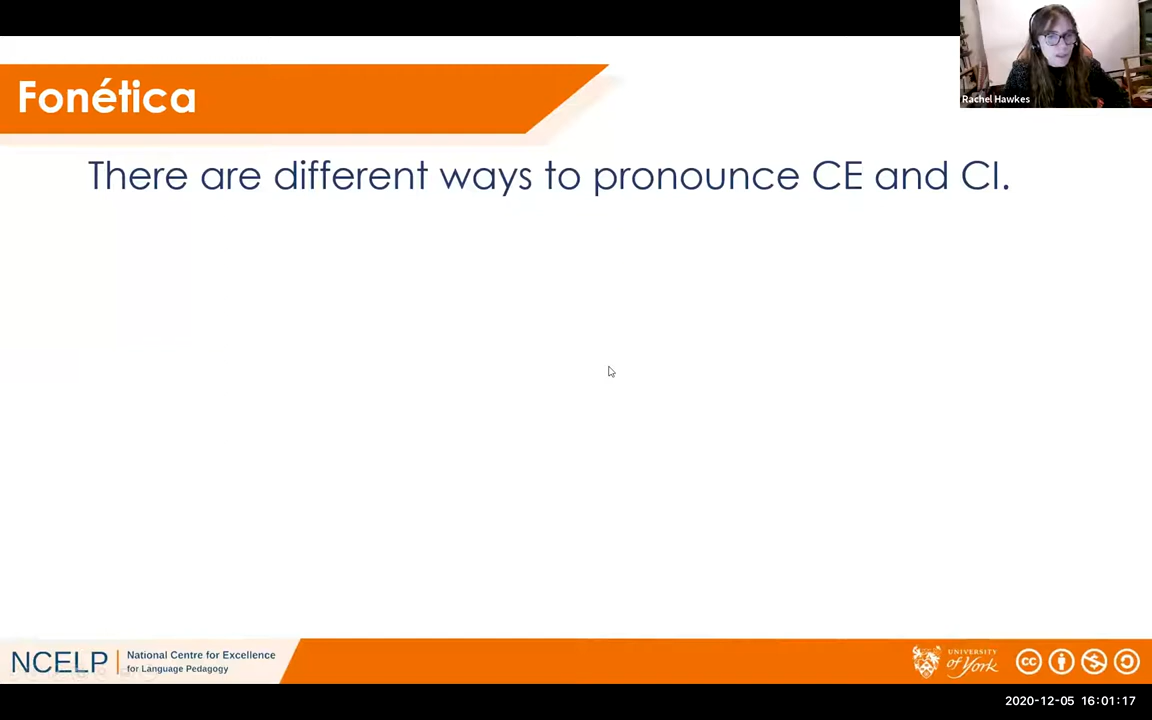 Fonética
Rachel Hawkes
There are different ways to pronounce CE and CI.
NCELP
National Centre for Excellence
for Language Pedagogy
UNIVERSITY
of York
cc
2020-12-05 16:01:17